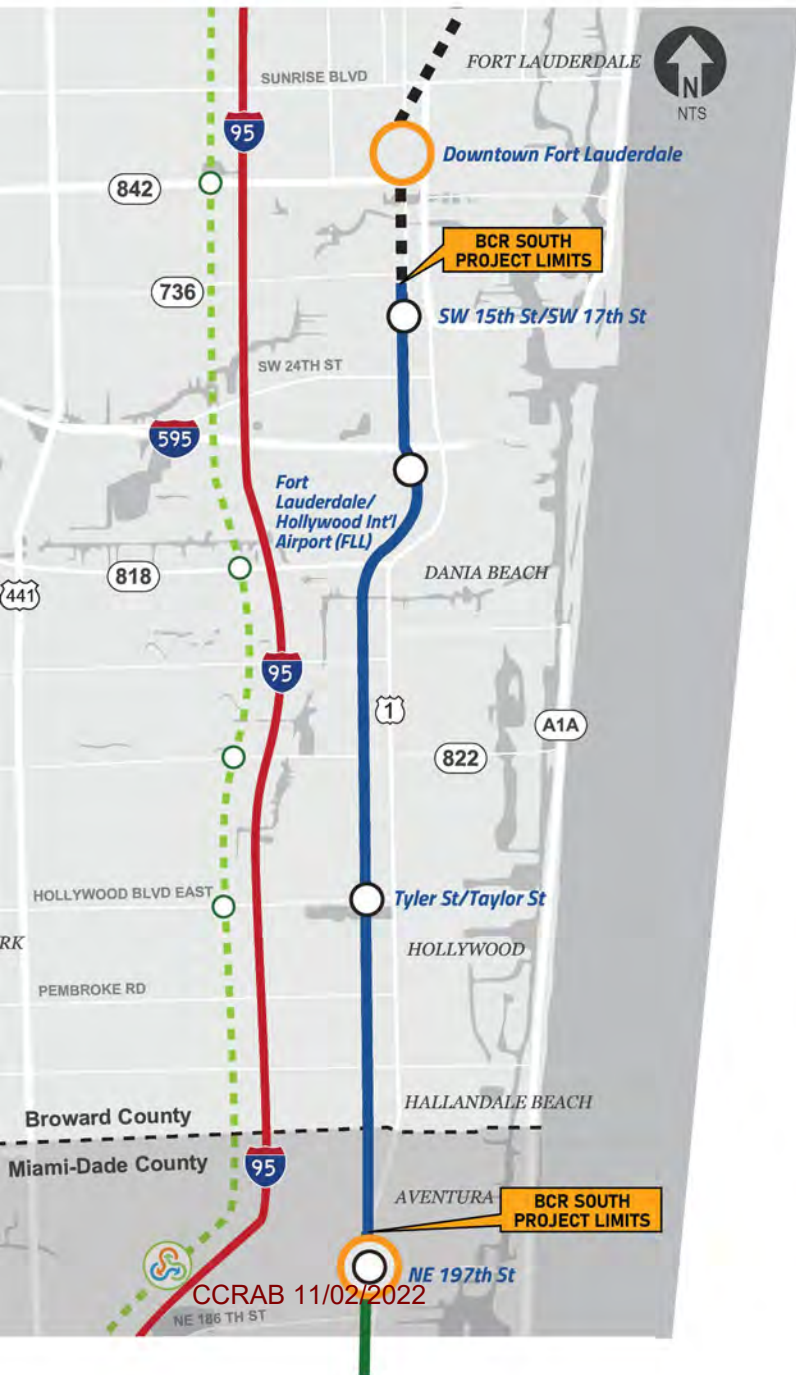 FORT LAUDERDALE
N
NTS
SUNRISE BLVD
95
Downtown Fort Lauderdale
842
BCR SOUTH
PROJECT LIMITS
736
SW 15th St/SW 17th St
SW 24TH ST
595
Fort
Lauderdale/
Hollywood Int'l
Airport (FLL)
DANIA BEACH
818
441
95
1
A1A
822
HOLLYWOOD BLVD EAST
Tyler St/Taylor St
RK
HOLLYWOOD
PEMBROKE RD
HALLANDALE BEACH
Broward County
Miami-Dade County
95
AVENTURA
BCR SOUTH
PROJECT LIMITS
NE 197th St
CCRAB 11/02/2022
NE 186 TH ST